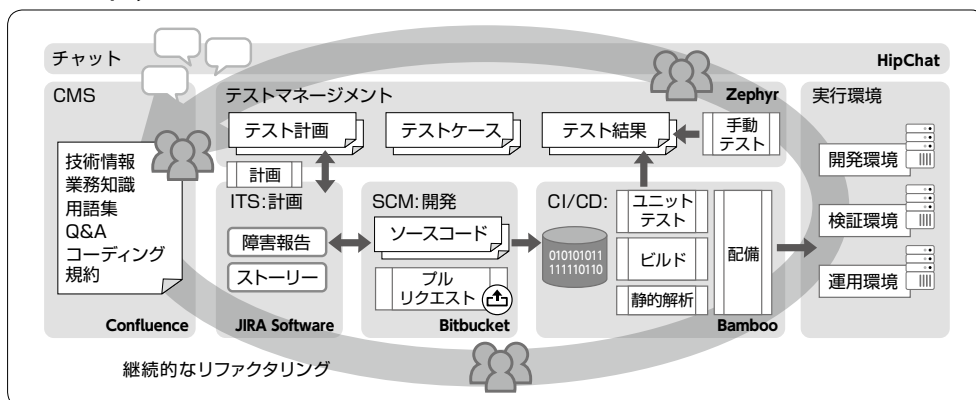 チャット
HipChat
CMS
テストマネージメント
Zephyr
実行環境
テスト計画
テストケース
テスト結果
手動
テスト
技術情報
業務知識
用語集
Q&A
コーディング
規約
計画
ITS:計画
SCM:開発
CI/CD:
ユニット
テスト
開発環境
障害報告
ソースコード
010101011
111110110
ビルド
配備
検証環境
ストーリー
プル
リクエスト
静的解析
運用環境
Confluence
JIRA Software
Bitbucket
Bamboo
継続的なリファクタリング